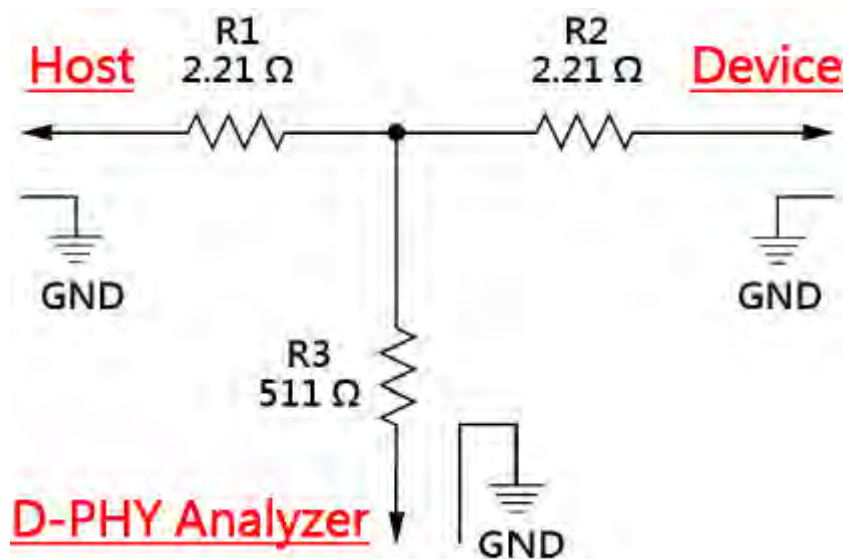 R1
2.21 Ω
R2
2.21 Ω
Host
Device
GND
GND
R3
511 Ω
D-PHY Analyzer
GND